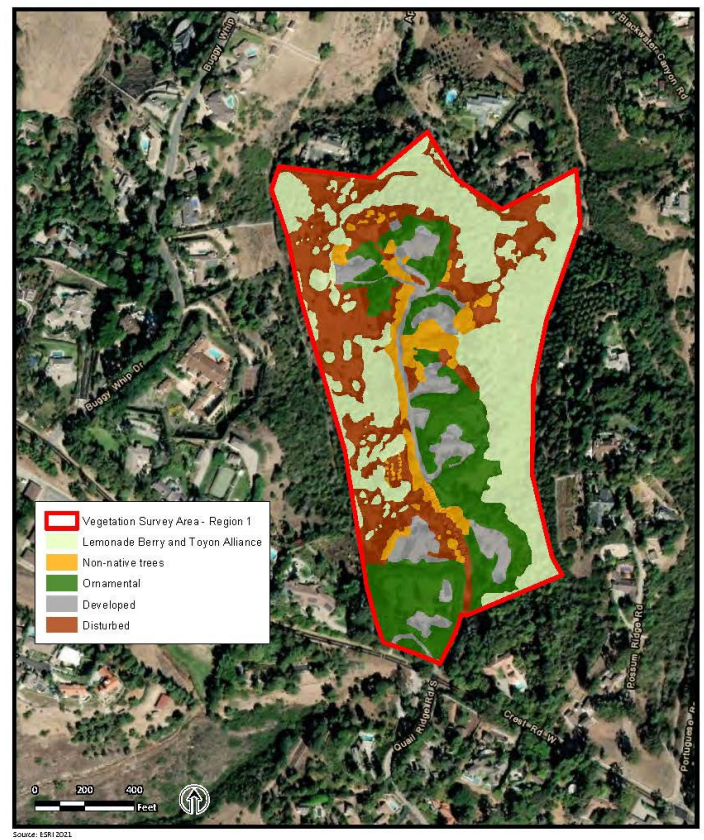 Buggy Whip
Ap
Blackwater Canyon Rd
Buggy Whip Dr
Vegetation Survey Area - Region 1
Lemonade Berry and Toyon Alliance
Non-native trees
Ornamental
Developed
Disturbed
Possum Ridge Rd
Quail Ridge Rd S
Crest Rd W
Portuguese B
0 200 400
Feet
Source: ESRI 2021